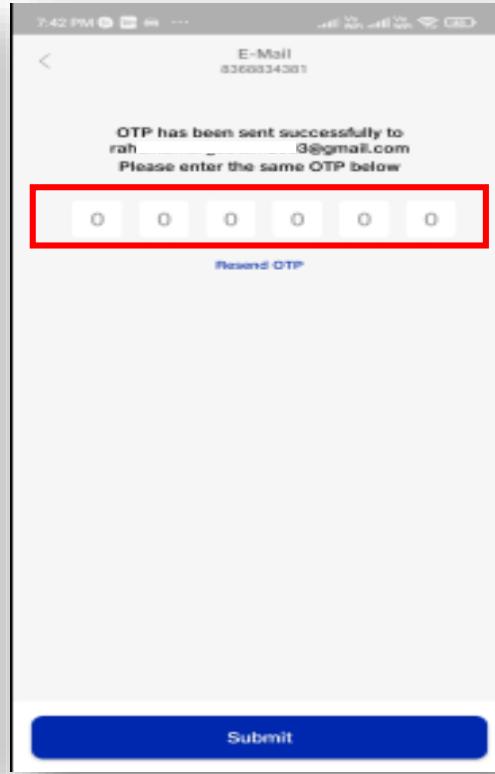 7:42 PM
E-Mail
8368834381
OTP has been sent successfully to
rah 3@gmail.com
Please enter the same OTP below
0 0 0 0 0 0
Resend OTP
Submit